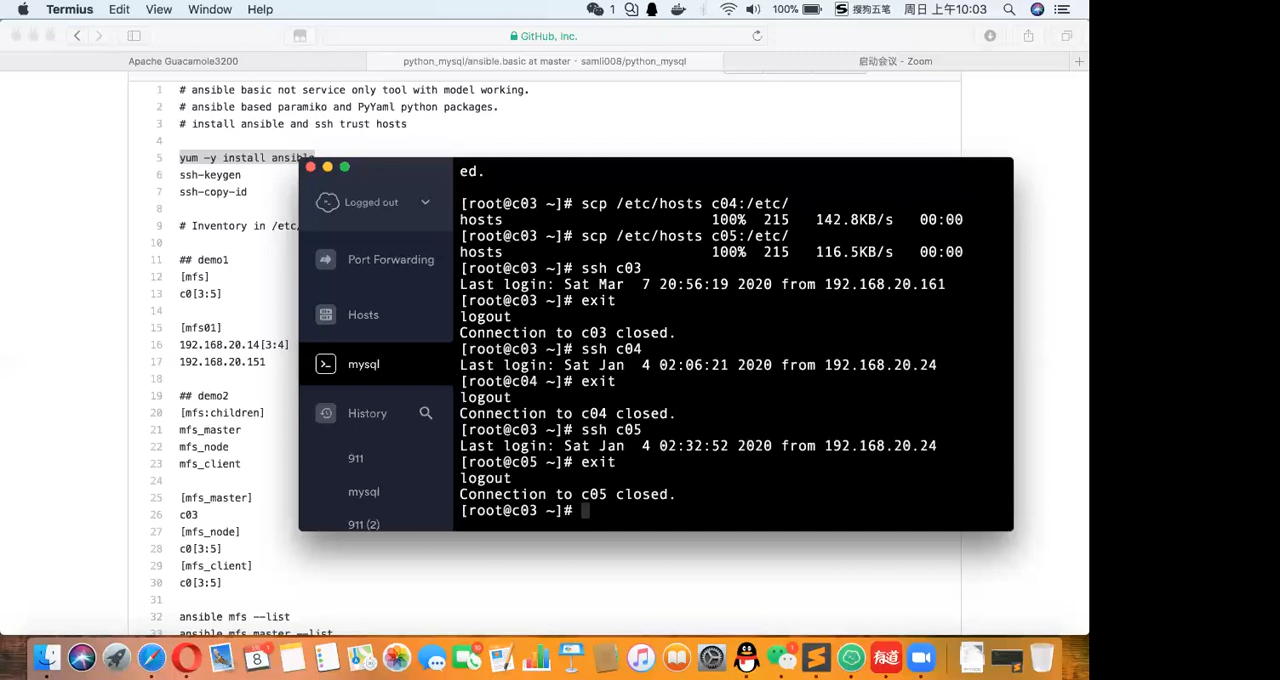 Termius Edit View Window Help 1 100% 搜狗五笔 周日 上午10:03
GitHub, Inc.
Apache Guacamole3200 python_mysql/ansible.basic at master · samli008/python_mysql 启动会议 – Zoom
1 # ansible basic not service only tool with model working.
2 # ansible based paramiko and PyYaml python packages.
3 # install ansible and ssh trust hosts
4
5 yum -y install ansible
6 ssh-keygen
7 ssh-copy-id
8
9 # Inventory in /etc/
10
11 ## demo1
12 [mfs]
13 c0[3:5]
14
15 [mfs01]
16 192.168.20.14[3:4]
17 192.168.20.151
18
19 ## demo2
20 [mfs:children]
21 mfs_master
22 mfs_node
23 mfs_client
24
25 [mfs_master]
26 c03
27 [mfs_node]
28 c0[3:5]
29 [mfs_client]
30 c0[3:5]
31
32 ansible mfs --list
33 ansible mfs_master --list
Logged out
Port Forwarding
Hosts
mysql
History
911
mysql
911 (2)
ed.
[root@c03 ~]# scp /etc/hosts c04:/etc/
hosts 100% 215 142.8KB/s 00:00
[root@c03 ~]# scp /etc/hosts c05:/etc/
hosts 100% 215 116.5KB/s 00:00
[root@c03 ~]# ssh c03
Last login: Sat Mar 7 20:56:19 2020 from 192.168.20.161
[root@c03 ~]# exit
logout
Connection to c03 closed.
[root@c03 ~]# ssh c04
Last login: Sat Jan 4 02:06:21 2020 from 192.168.20.24
[root@c04 ~]# exit
logout
Connection to c04 closed.
[root@c03 ~]# ssh c05
Last login: Sat Jan 4 02:32:52 2020 from 192.168.20.24
[root@c05 ~]# exit
logout
Connection to c05 closed.
[root@c03 ~]#
8
有道